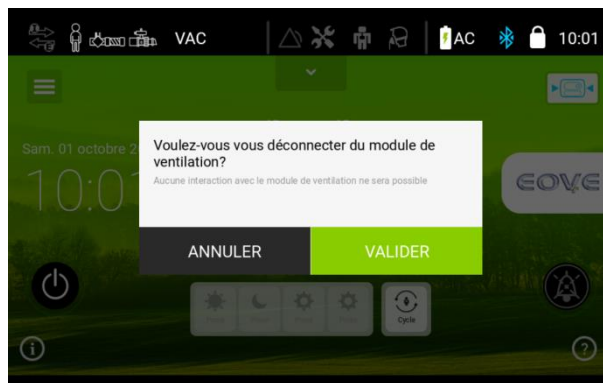 VAC
AC
10:01
Sam. 01 octobre 2
10:01
Voulez-vous vous déconnecter du module de
ventilation?
Aucune interaction avec le module de ventilation ne sera possible
EOVE
ANNULER
VALIDER
Cycle